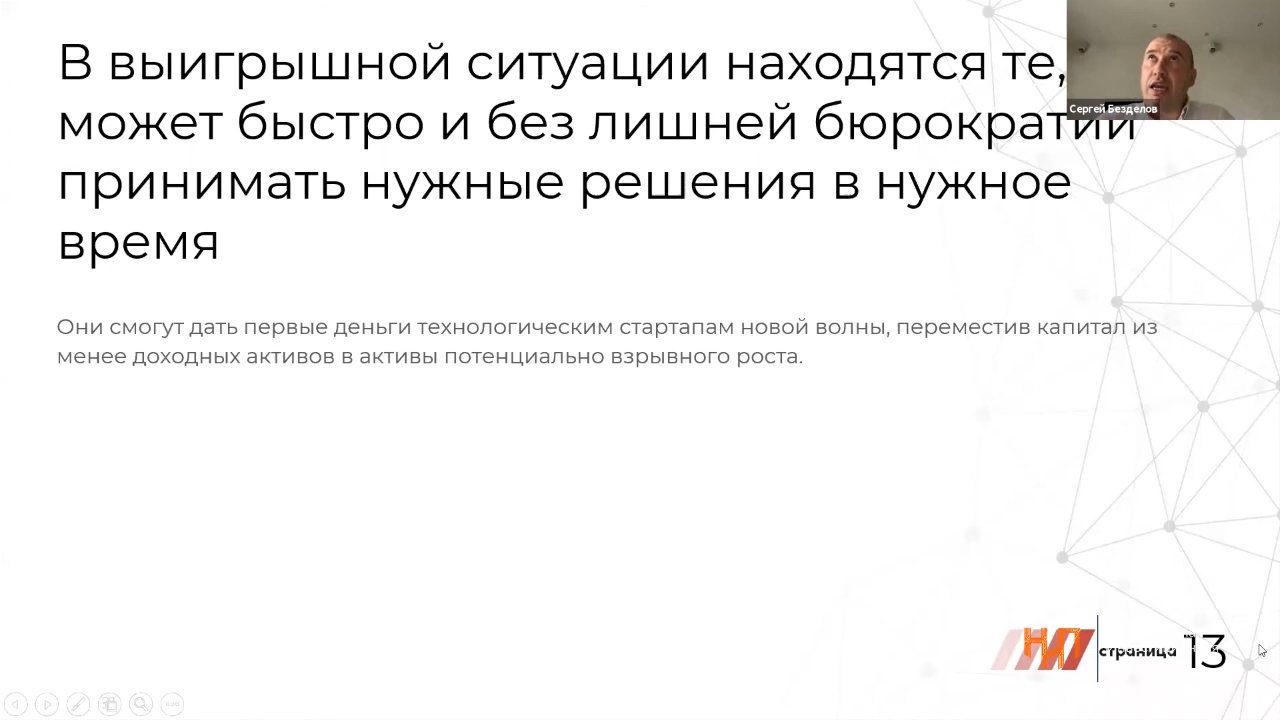 В выигрышной ситуации находятся те,
может быстро и без лишней бюрократии
принимать нужные решения в нужное
время
Они смогут дать первые деньги технологическим стартапам новой волны, переместив капитал из
менее доходных активов в активы потенциально взрывного роста.
Сергей Безделов
страница 13